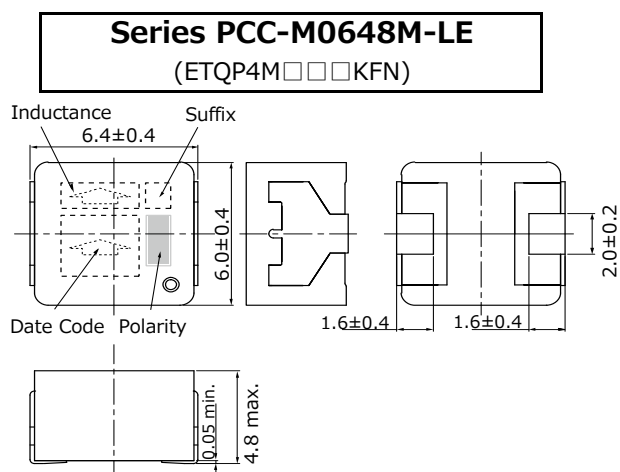 Series PCC-M0648M-LE
(ETQP4M□□□KFN)
Inductance
Suffix
6.4±0.4
6.0±0.4
2.0±0.2
Date Code
Polarity
1.6±0.4
1.6±0.4
0.05 min.
4.8 max.